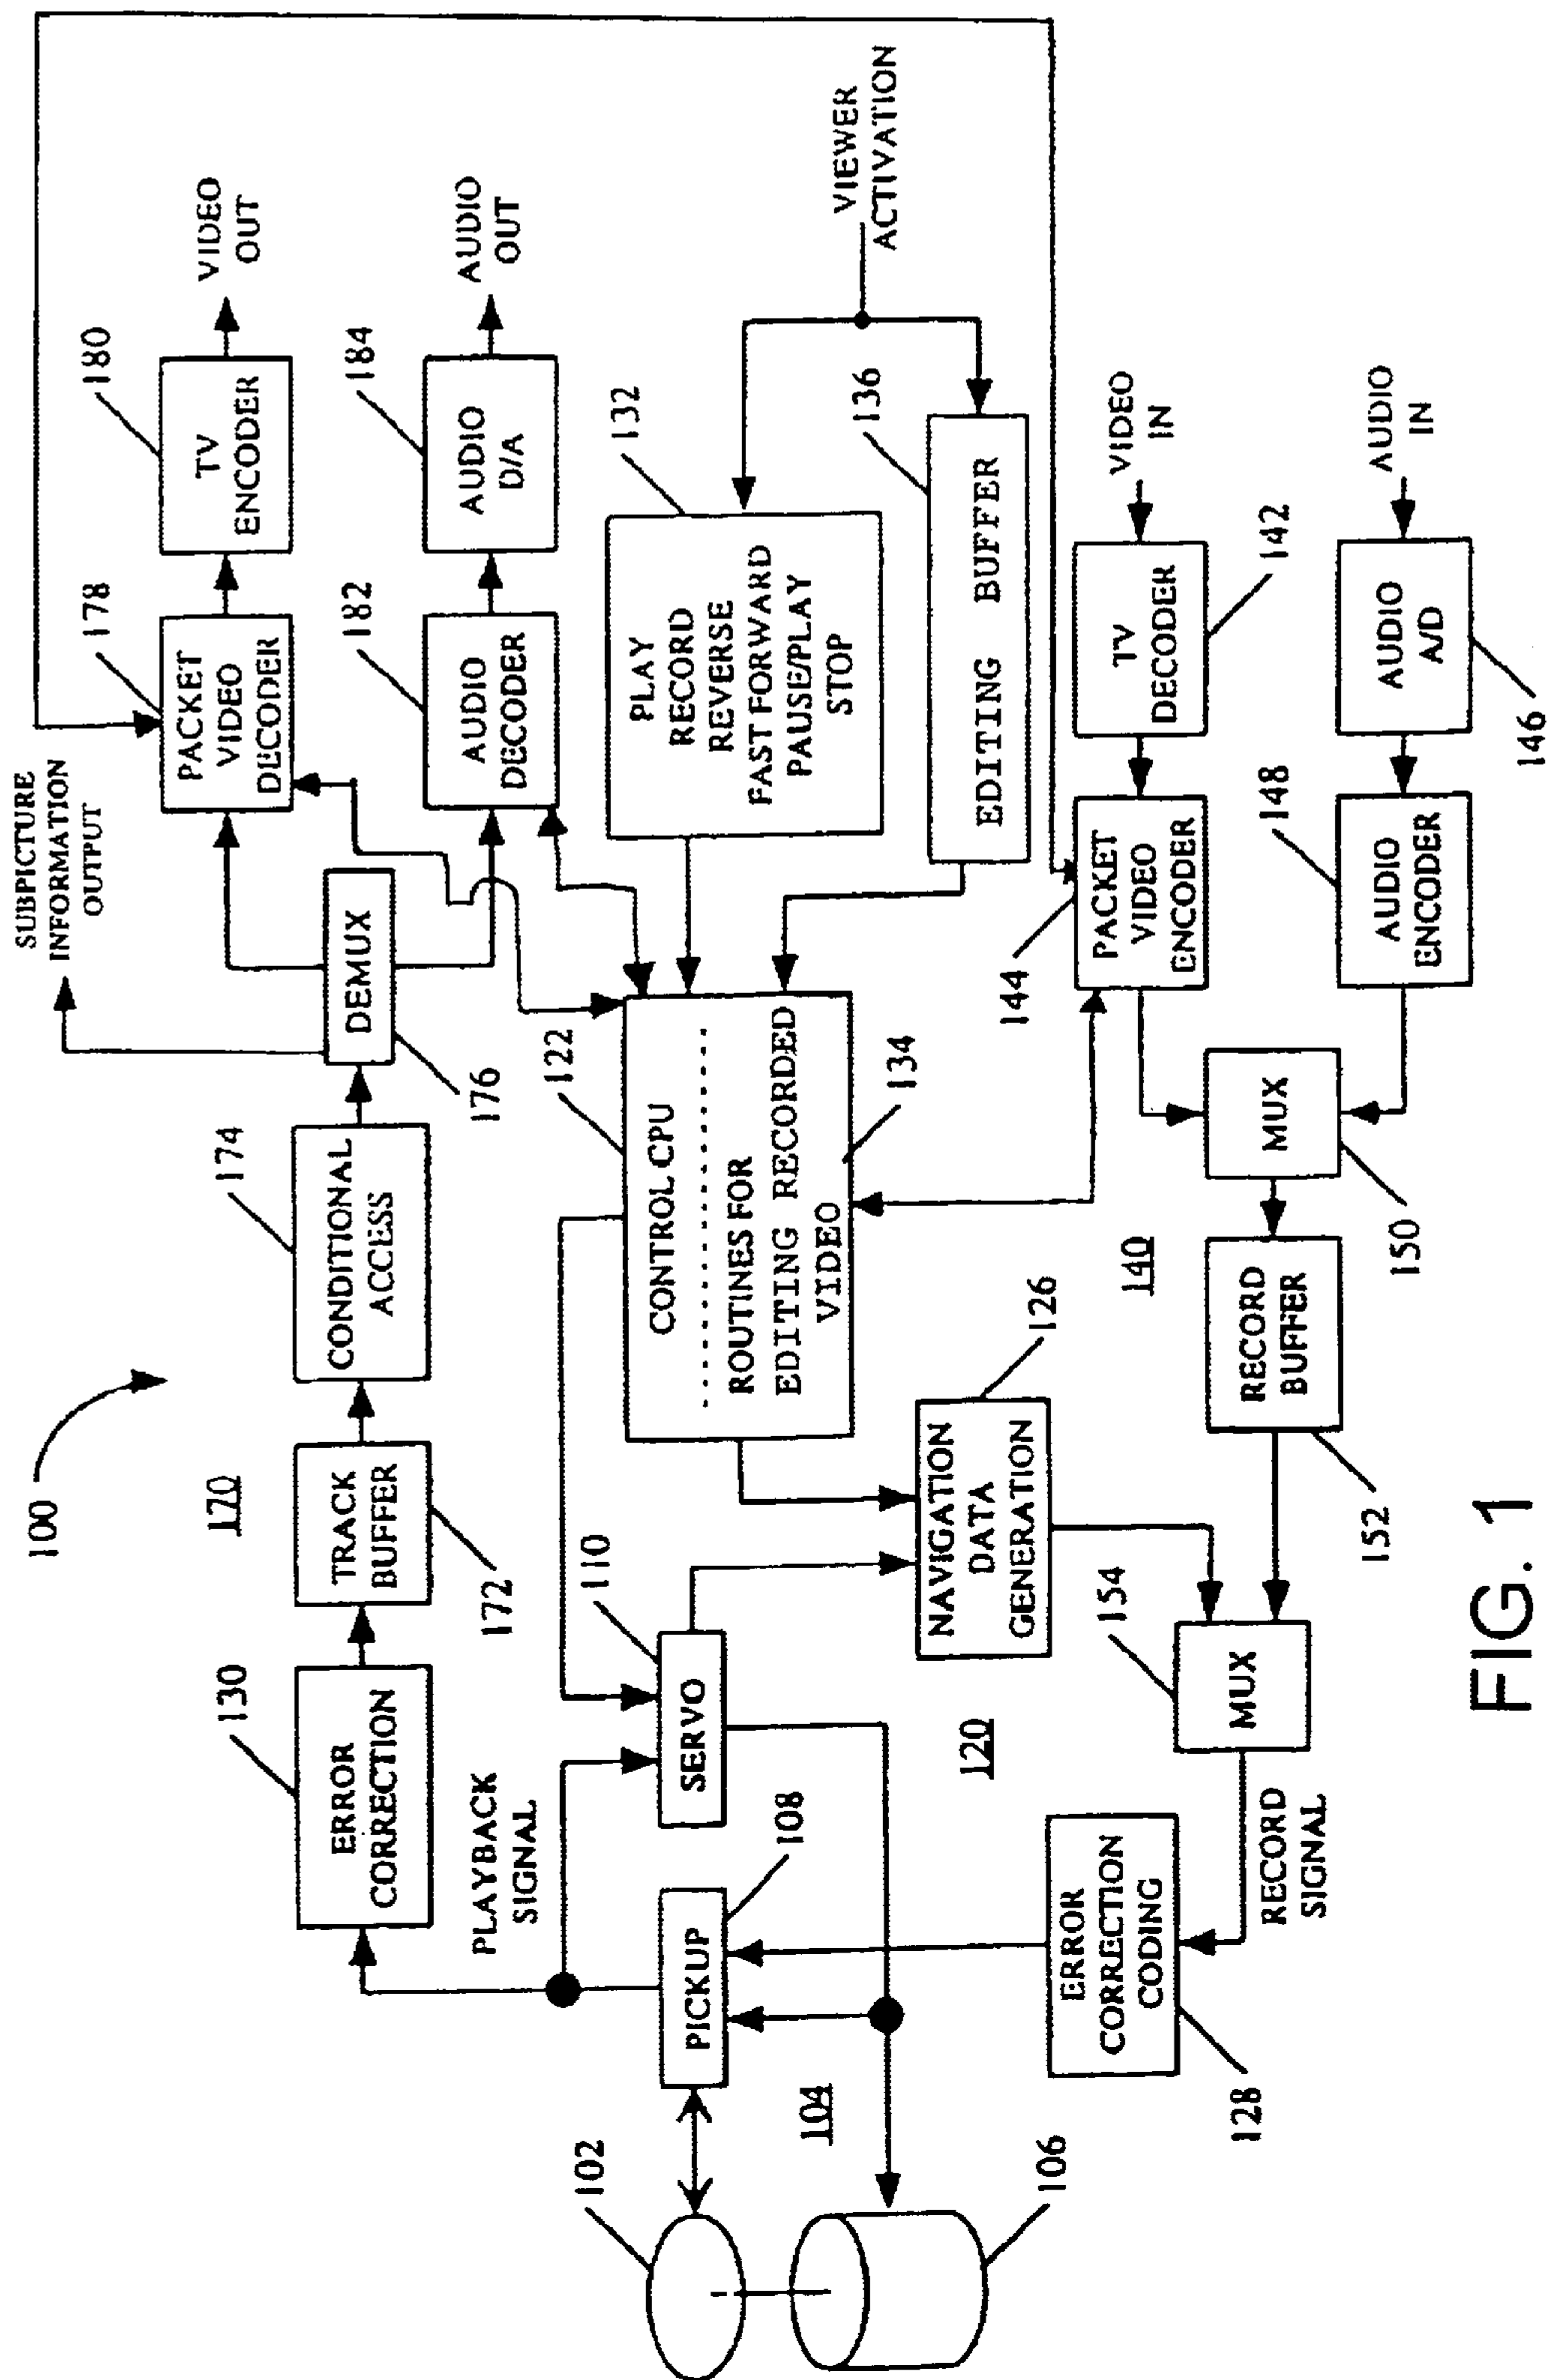 100
SUBPICTURE
INFORMATION
OUTPUT
178
180
PACKET
VIDEO
DECODER
TV
ENCODER
VIDEO
OUT
130
170
174
ERROR
CORRECTION
TRACK
BUFFER
172
CONDITIONAL
ACCESS
DEMUX
176
182
184
AUDIO
DECODER
AUDIO
D/A
AUDIO
OUT
PLAYBACK
SIGNAL
110
122
132
102
PICKUP
108
SERVO
CONTROL CPU
ROUTINES FOR
EDITING RECORDED
VIDEO
134
PLAY
RECORD
REVERSE
FAST FORWARD
PAUSE/PLAY
STOP
VIEWER
ACTIVATION
136
EDITING BUFFER
104
106
120
NAVIGATION
DATA
GENERATION
126
140
144
PACKET
VIDEO
ENCODER
TV
DECODER
142
VIDEO
IN
ERROR
CORRECTION
CODING
128
RECORD
SIGNAL
154
MUX
RECORD
BUFFER
152
MUX
150
148
AUDIO
ENCODER
AUDIO
A/D
146
AUDIO
IN
FIG. 1